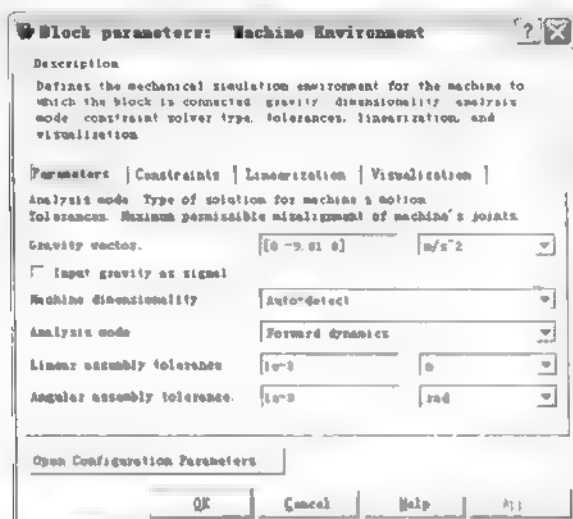 Block parameters: Machine Environment
Description
Defines the mechanical simulation environment for the machine to
which the block is connected gravity dimensionality analysis
mode constraint solver type, tolerances, linearization, and
visualization
Parameters Constraints Linearization Visualization
Analysis mode Type of solution for machine s motion
Tolerances Maximum permissible misalignment of machine's joints
Gravity vector. [0 -9.81 0] m/s^2
Input gravity as signal
Machine dimensionality Auto-detect
Analysis mode Forward dynamics
Linear assembly tolerance m
Angular assembly tolerance. rad
Open Configuration Parameters
OK Cancel Help